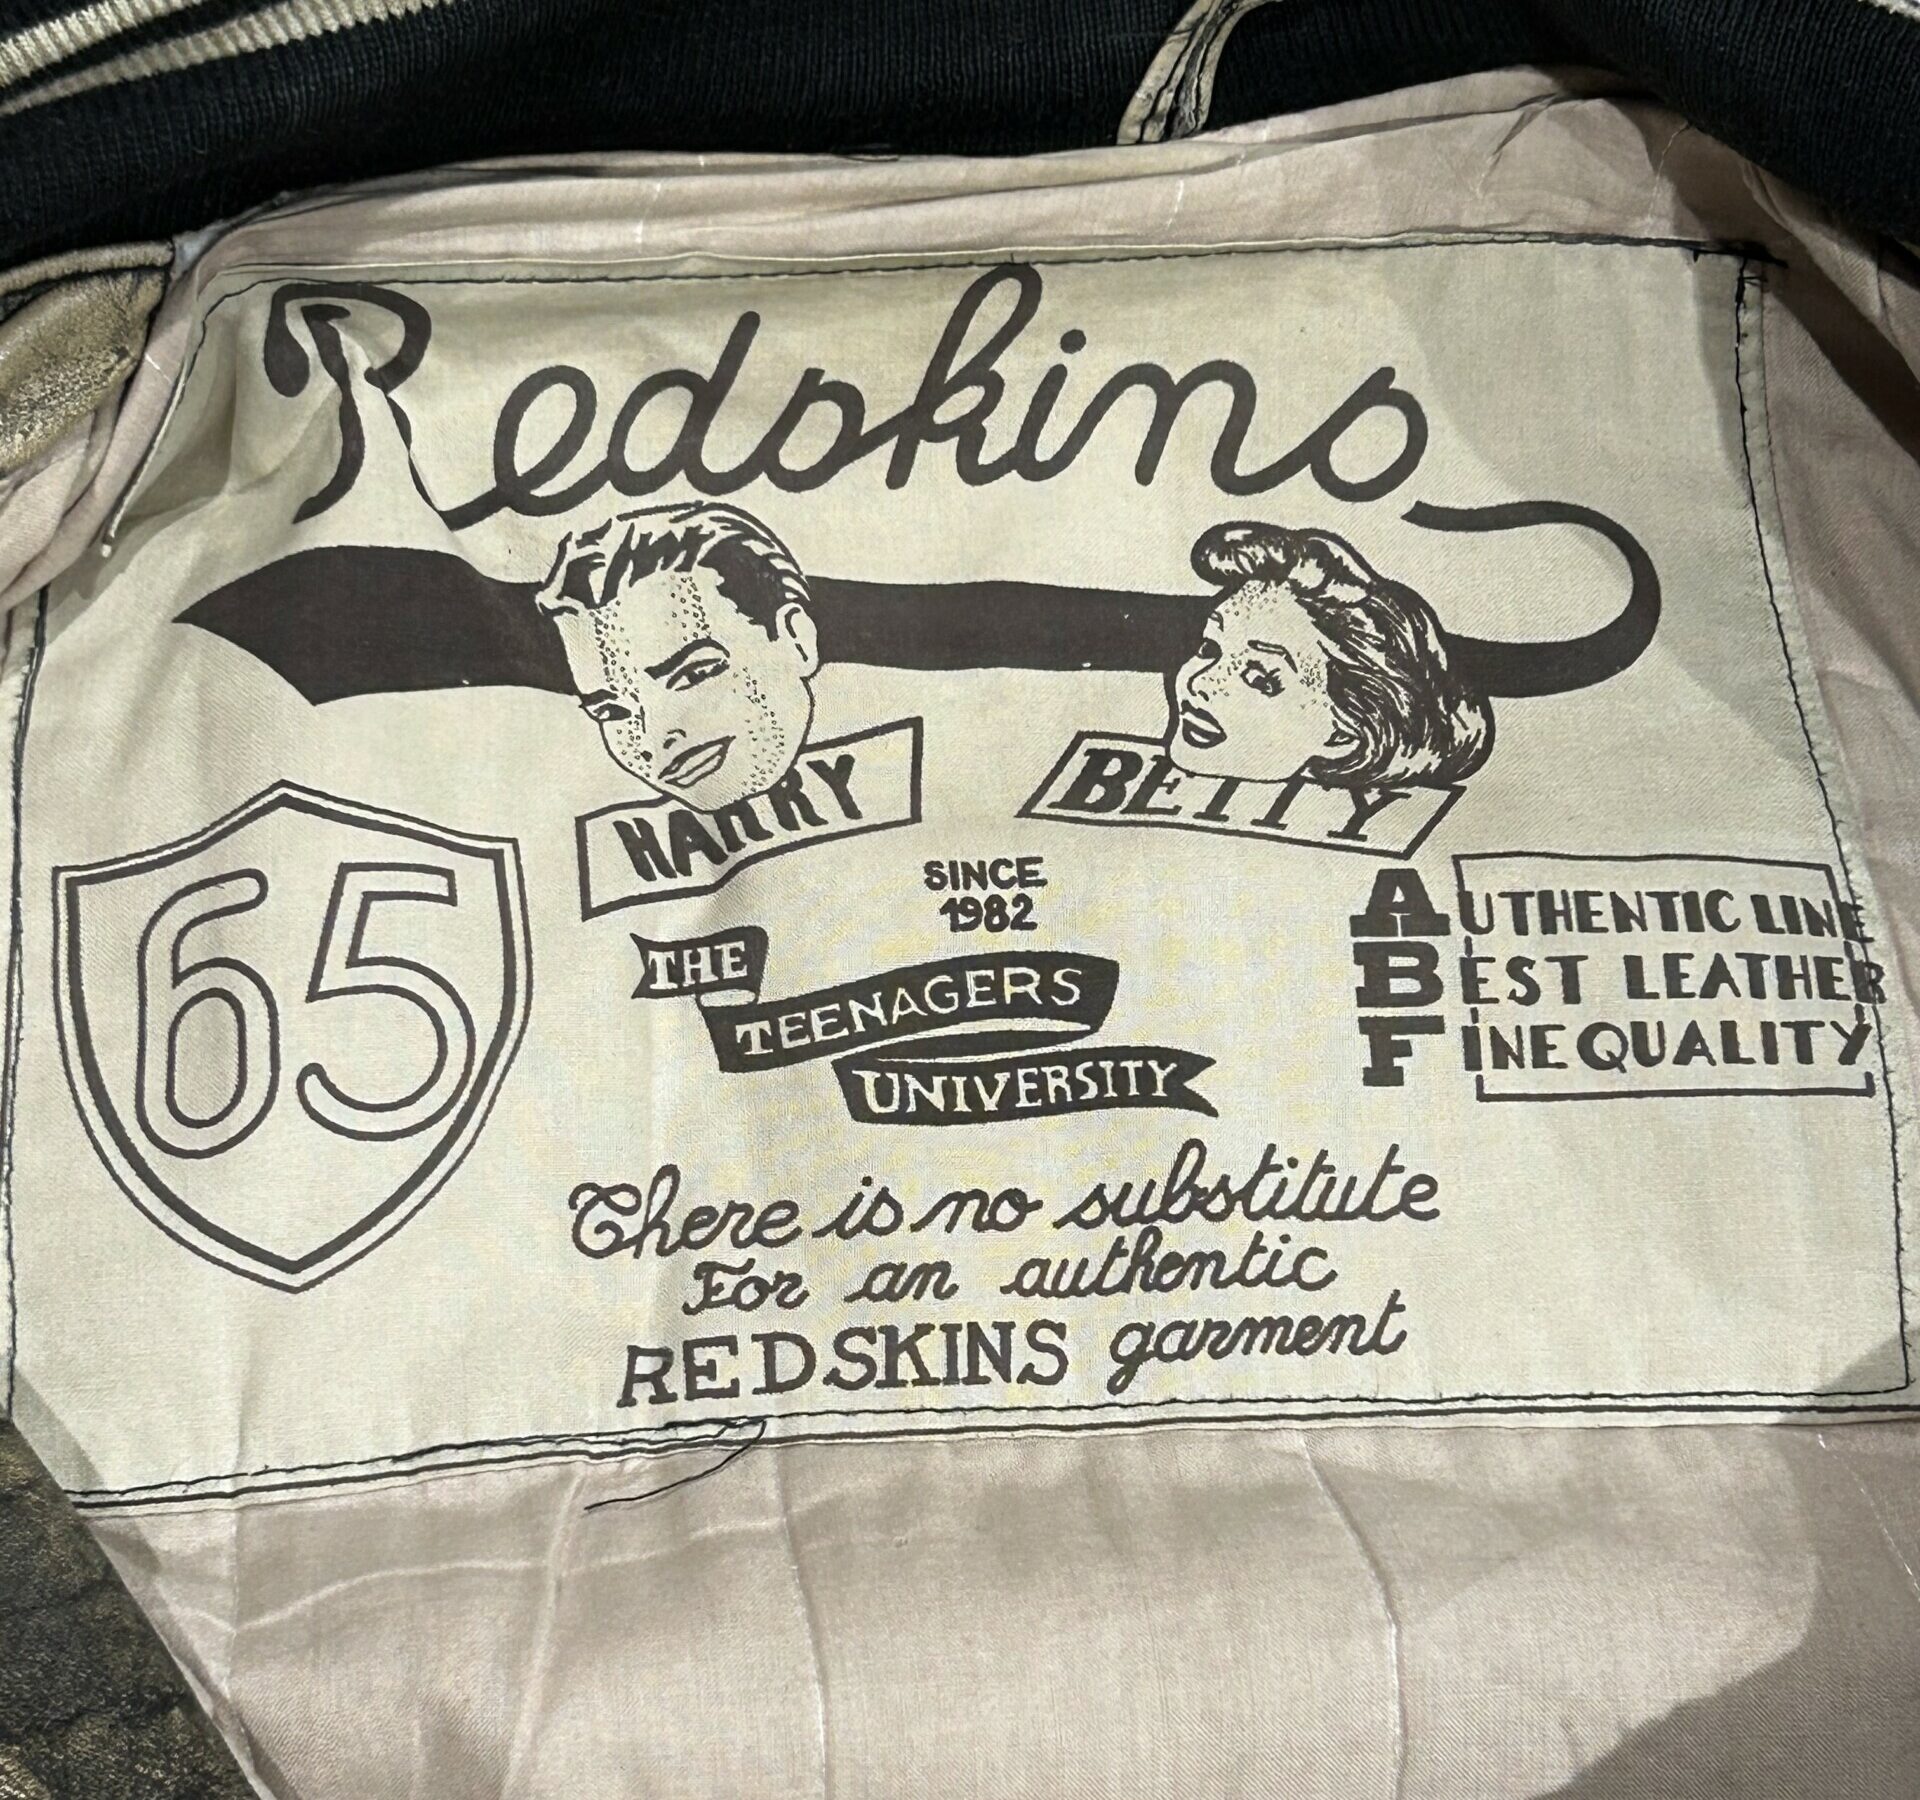 Redskins
HARRY
BETTY
65
SINCE
1982
THE
TEENAGERS
UNIVERSITY
AUTHENTIC LINE
BEST LEATHER
FINE QUALITY
There is no substitute
For an authentic
REDSKINS garment